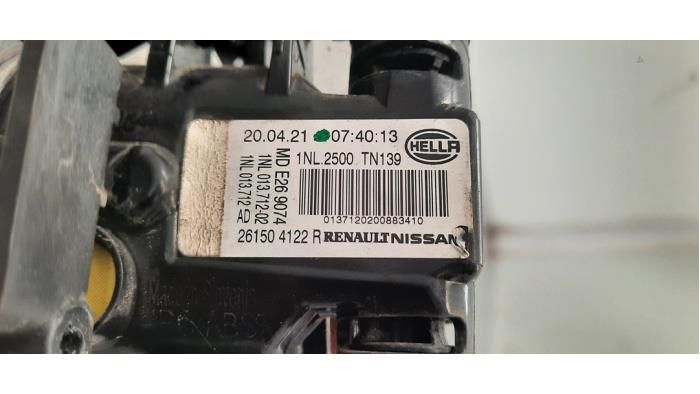 20.04.21 07:40:13
HELLA
1NL.2500 TN139
MD E26 9074
1NL 013.712-02
1NL 013.712 AD
0137120200883410
26150 4122 R RENAULT NISSAN